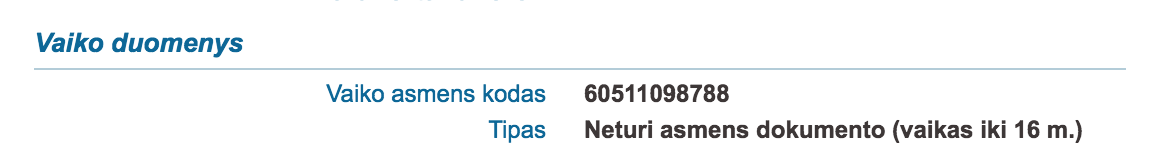 Vaiko duomenys
Vaiko asmens kodas 60511098788
Tipas Neturi asmens dokumento (vaikas iki 16 m.)